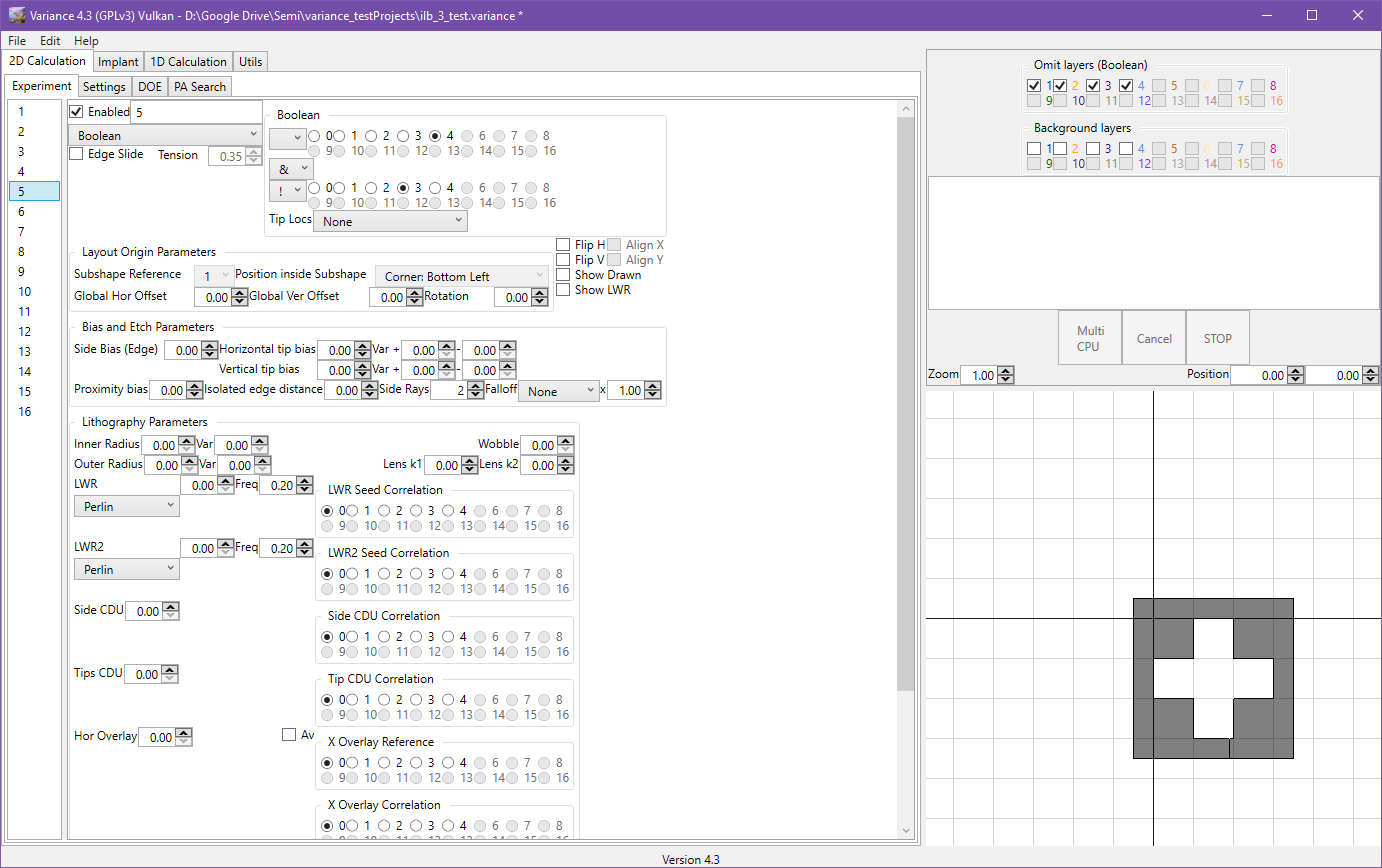 Variance 4.3 (GPLv3) Vulkan - D:\Google Drive\Semi\variance_testProjects\ilb_3_test.variance *
File Edit Help
2D Calculation Implant 1D Calculation Utils
Experiment Settings DOE PA Search
1
2
3
4
5
6
7
8
9
10
11
12
13
14
15
16
Enabled 5
Boolean
Edge Slide Tension 0.35
Boolean
0 1 2 3 4 6 7 8
9 10 11 12 13 14 15 16
&
! 0 1 2 3 4 6 7 8
9 10 11 12 13 14 15 16
Tip Locs None
Layout Origin Parameters
Subshape Reference 1 Position inside Subshape Corner: Bottom Left
Global Hor Offset 0.00 Global Ver Offset 0.00 Rotation 0.00
Flip H Align X
Flip V Align Y
Show Drawn
Show LWR
Bias and Etch Parameters
Side Bias (Edge) 0.00 Horizontal tip bias 0.00 Var + 0.00 - 0.00
Vertical tip bias 0.00 Var + 0.00 - 0.00
Proximity bias 0.00 Isolated edge distance 0.00 Side Rays 2 Falloff None x 1.00
Lithography Parameters
Inner Radius 0.00 Var 0.00 Wobble 0.00
Outer Radius 0.00 Var 0.00 Lens k1 0.00 Lens k2 0.00
LWR 0.00 Freq 0.20
Perlin
LWR Seed Correlation
0 1 2 3 4 6 7 8
9 10 11 12 13 14 15 16
LWR2 0.00 Freq 0.20
Perlin
LWR2 Seed Correlation
0 1 2 3 4 6 7 8
9 10 11 12 13 14 15 16
Side CDU 0.00
Side CDU Correlation
0 1 2 3 4 6 7 8
9 10 11 12 13 14 15 16
Tips CDU 0.00
Tip CDU Correlation
0 1 2 3 4 6 7 8
9 10 11 12 13 14 15 16
Hor Overlay 0.00 Av
X Overlay Reference
0 1 2 3 4 6 7 8
9 10 11 12 13 14 15 16
X Overlay Correlation
0 1 2 3 4 6 7 8
Omit layers (Boolean)
1 2 3 4 5 6 7 8
9 10 11 12 13 14 15 16
Background layers
1 2 3 4 5 6 7 8
9 10 11 12 13 14 15 16
Multi
CPU
Cancel
STOP
Zoom 1.00 Position 0.00 0.00
Version 4.3